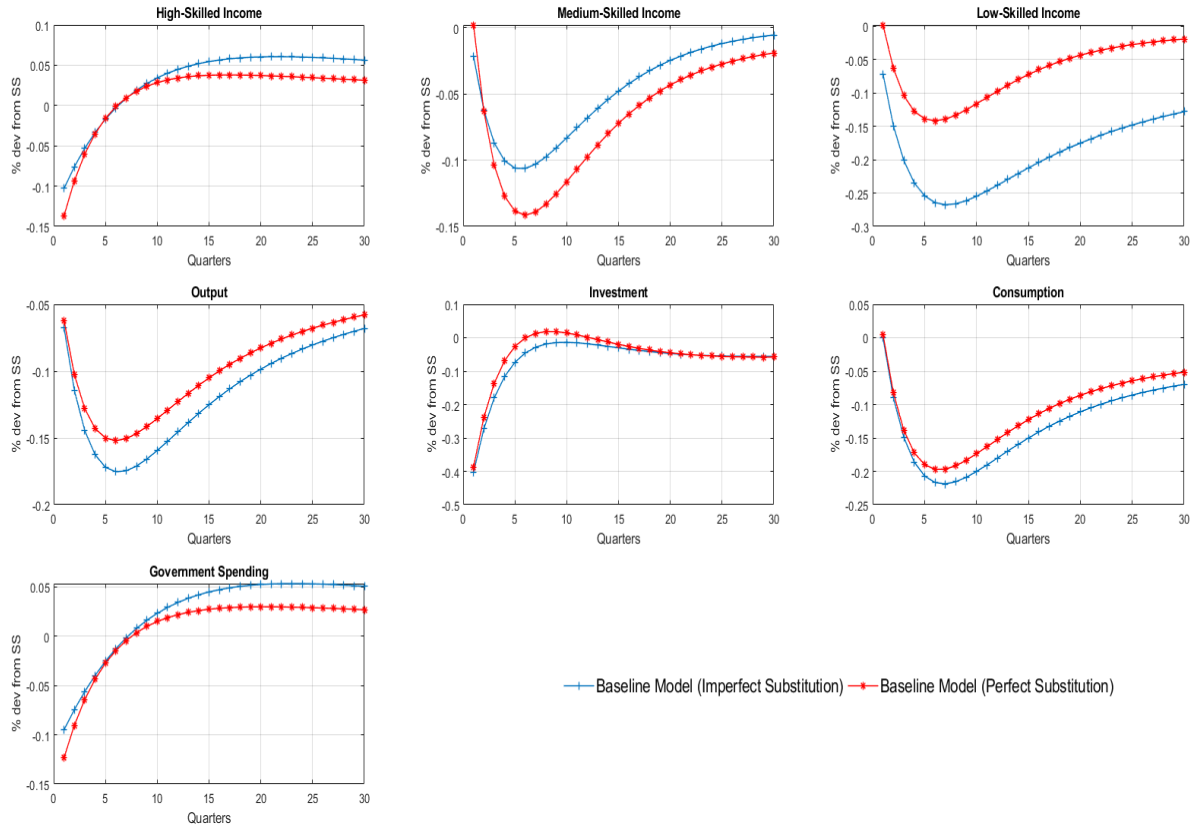 High-Skilled Income
% dev from SS
0.1
0.05
0
-0.05
-0.1
-0.15
0 5 10 15 20 25 30
Quarters
Medium-Skilled Income
% dev from SS
0
-0.05
-0.1
-0.15
0 5 10 15 20 25 30
Quarters
Low-Skilled Income
% dev from SS
0
-0.05
-0.1
-0.15
-0.2
-0.25
-0.3
0 5 10 15 20 25 30
Quarters
Output
% dev from SS
-0.05
-0.1
-0.15
-0.2
0 5 10 15 20 25 30
Quarters
Investment
% dev from SS
0.1
0
-0.1
-0.2
-0.3
-0.4
-0.5
0 5 10 15 20 25 30
Quarters
Consumption
% dev from SS
0.05
0
-0.05
-0.1
-0.15
-0.2
-0.25
0 5 10 15 20 25 30
Quarters
Government Spending
% dev from SS
0.05
0
-0.05
-0.1
-0.15
0 5 10 15 20 25 30
Quarters
Baseline Model (Imperfect Substitution) Baseline Model (Perfect Substitution)